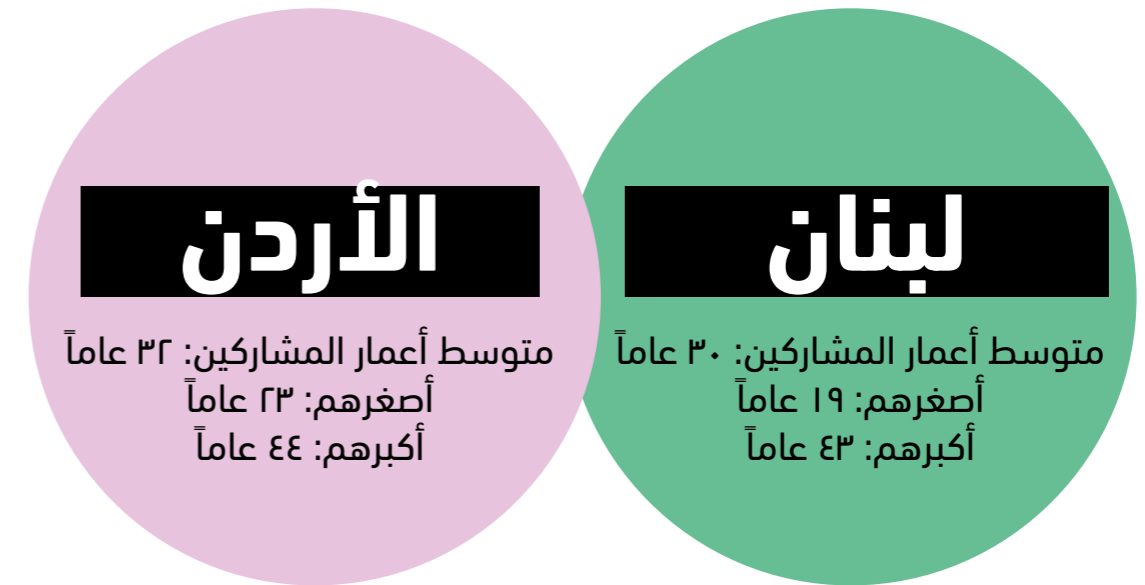 لبنان
متوسط أعمار المشاركين: ٣٠ عاماً
أصغرهم: ١٩ عاماً
أكبرهم: ٤٣ عاماً
الأردن
متوسط أعمار المشاركين: ٣٢ عاماً
أصغرهم: ٢٣ عاماً
أكبرهم: ٤٤ عاماً